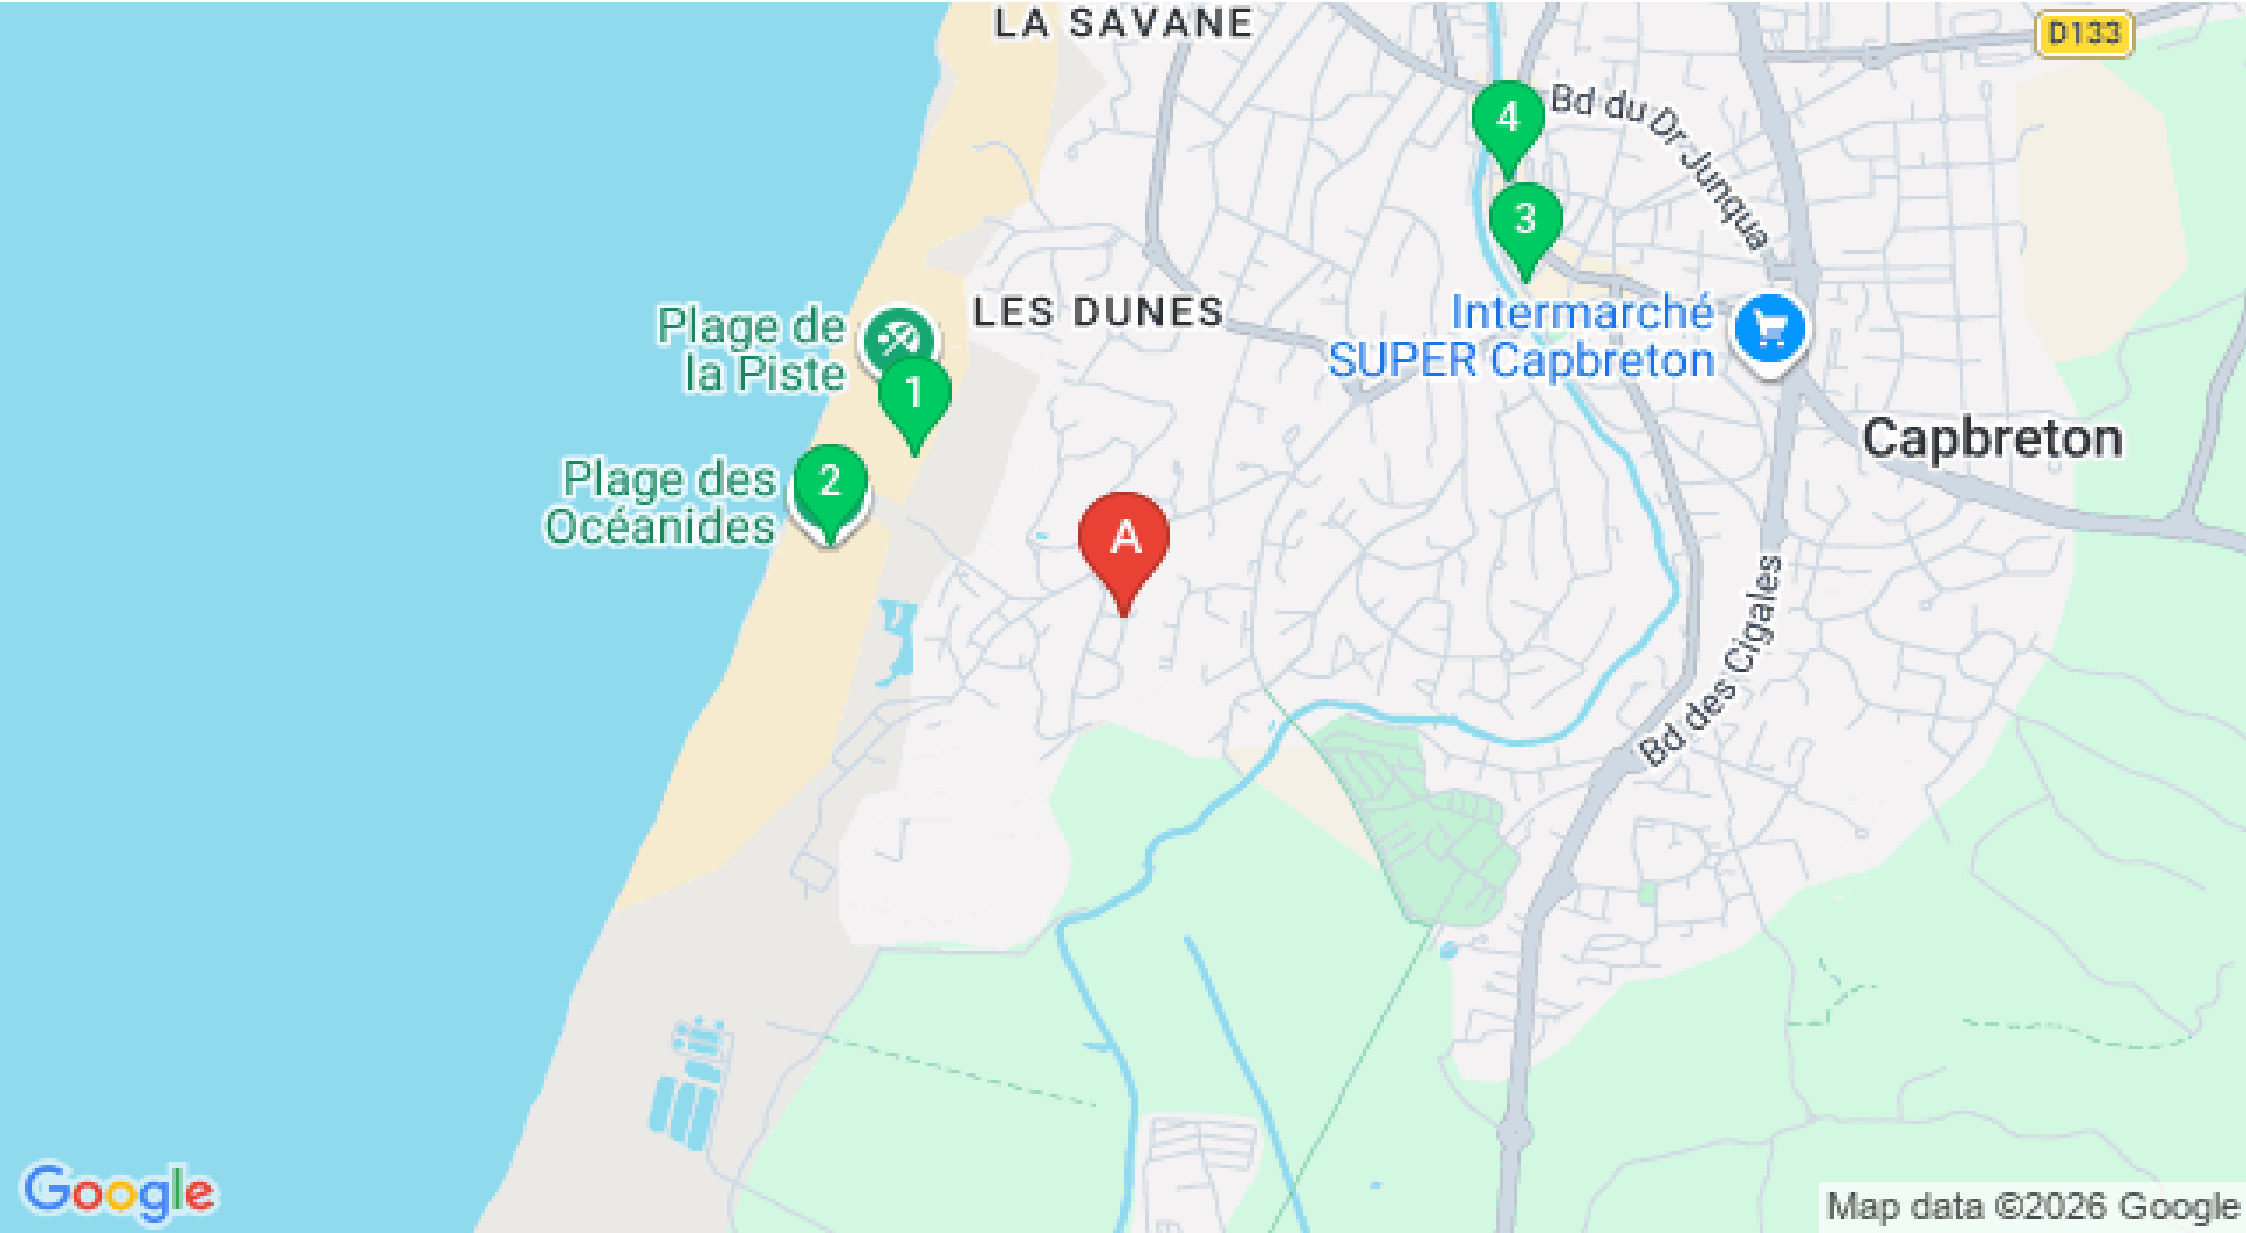 LA SAVANE
D133
Bd du Dr Junqua
4
3
LES DUNES
Plage de
la Piste
Intermarché
SUPER Capbreton
1
Capbreton
Plage des
Océanides
2
A
Bd des Cigales
Google
Map data ©2026 Google